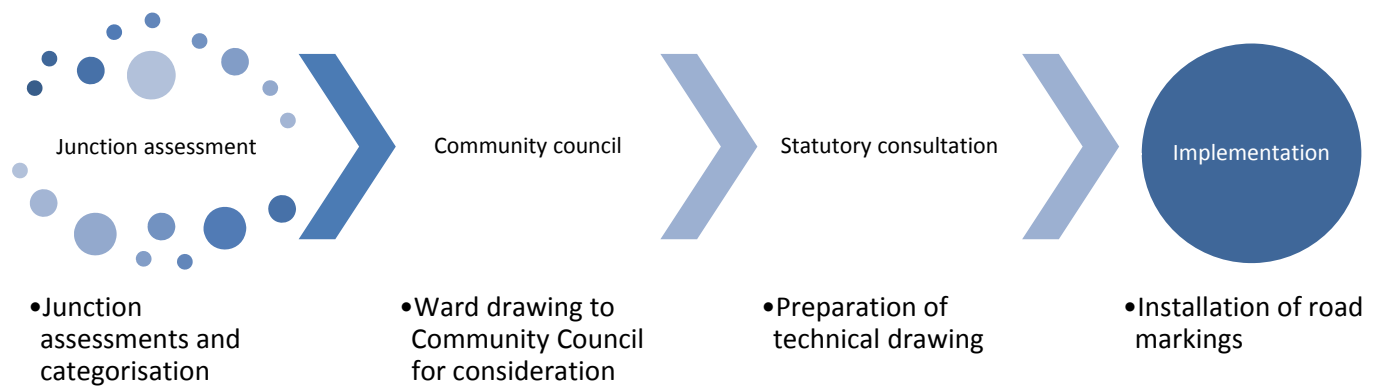 Junction assessment
Community council
Statutory consultation
Implementation
•Junction
assessments and
categorisation
•Ward drawing to
Community Council
for consideration
•Preparation of
technical drawing
•Installation of road
markings